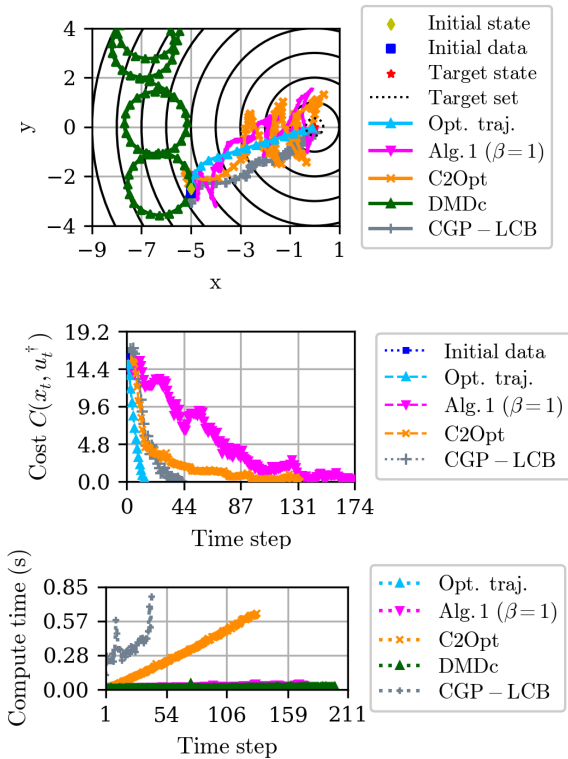 4
2
0
−2
−4
y
−9
−7
−5
−3
−1
1
x
Initial state
Initial data
Target state
Target set
Opt. traj.
Alg. 1 (β = 1)
C2Opt
DMDc
CGP − LCB
19.2
14.4
9.6
4.8
0.0
Cost C(x_t, u_t^†)
0
44
87
131
174
Time step
Initial data
Opt. traj.
Alg. 1 (β = 1)
C2Opt
CGP − LCB
0.85
0.57
0.28
0.00
Compute time (s)
1
54
106
159
211
Time step
Opt. traj.
Alg. 1 (β = 1)
C2Opt
DMDc
CGP − LCB